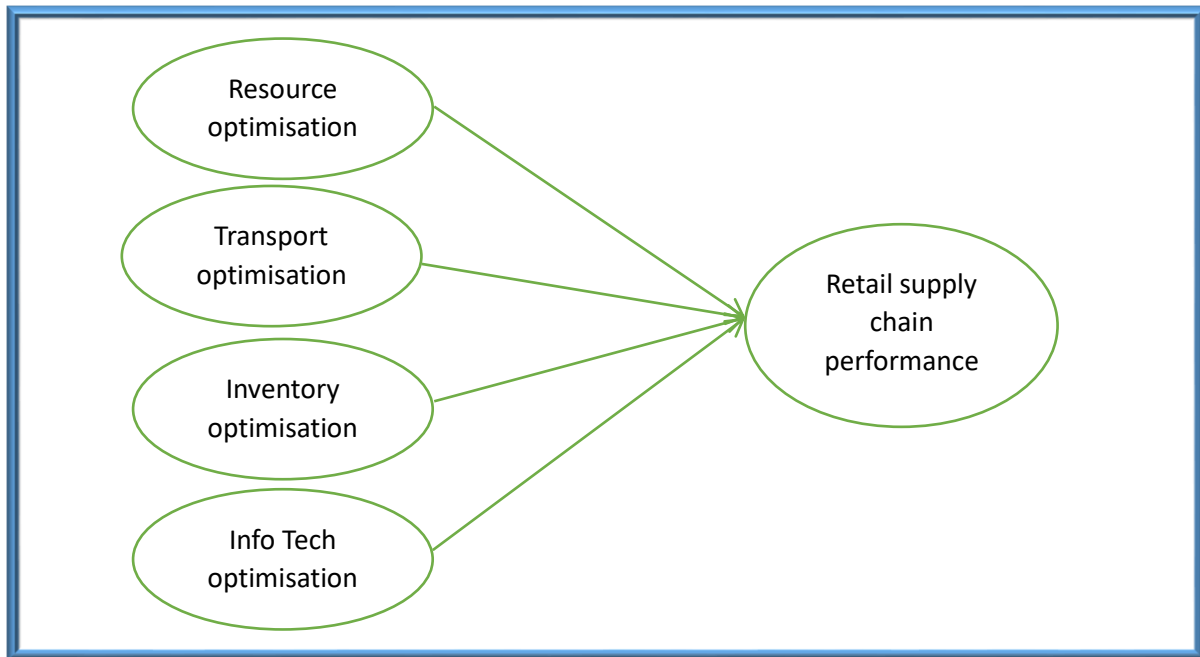 Resource
optimisation
Transport
optimisation
Inventory
optimisation
Info Tech
optimisation
Retail supply
chain
performance